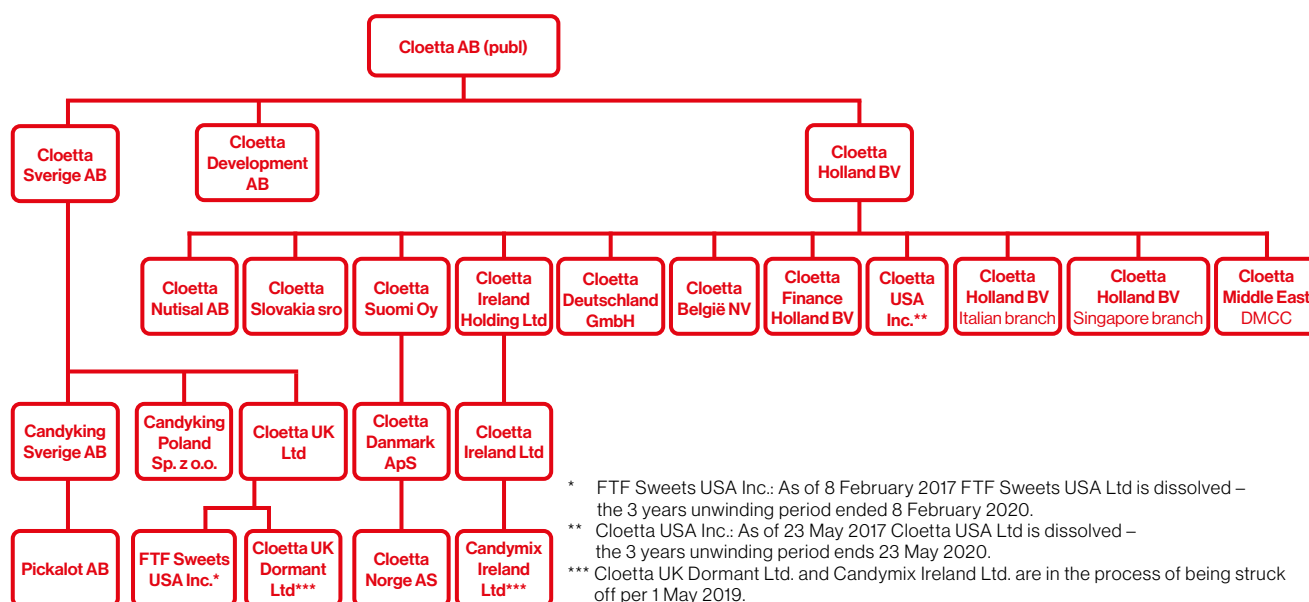 Cloetta AB (publ)
Cloetta
Sverige AB
Cloetta
Development
AB
Cloetta
Holland BV
Cloetta
Nutisal AB
Cloetta
Slovakia sro
Cloetta
Suomi Oy
Cloetta
Ireland
Holding Ltd
Cloetta
Deutschland
GmbH
Cloetta
België NV
Cloetta
Finance
Holland BV
Cloetta
USA
Inc.**
Cloetta
Holland BV
Italian branch
Cloetta
Holland BV
Singapore branch
Cloetta
Middle East
DMCC
Candyking
Sverige AB
Candyking
Poland
Sp. z o.o.
Cloetta UK
Ltd
Cloetta
Danmark
ApS
Cloetta
Ireland Ltd
Pickalot AB
FTF Sweets
USA Inc.*
Cloetta UK
Dormant
Ltd***
Cloetta
Norge AS
Candymix
Ireland
Ltd***
* FTF Sweets USA Inc.: As of 8 February 2017 FTF Sweets USA Ltd is dissolved –
the 3 years unwinding period ended 8 February 2020.
** Cloetta USA Inc.: As of 23 May 2017 Cloetta USA Ltd is dissolved –
the 3 years unwinding period ends 23 May 2020.
*** Cloetta UK Dormant Ltd. and Candymix Ireland Ltd. are in the process of being struck
off per 1 May 2019.